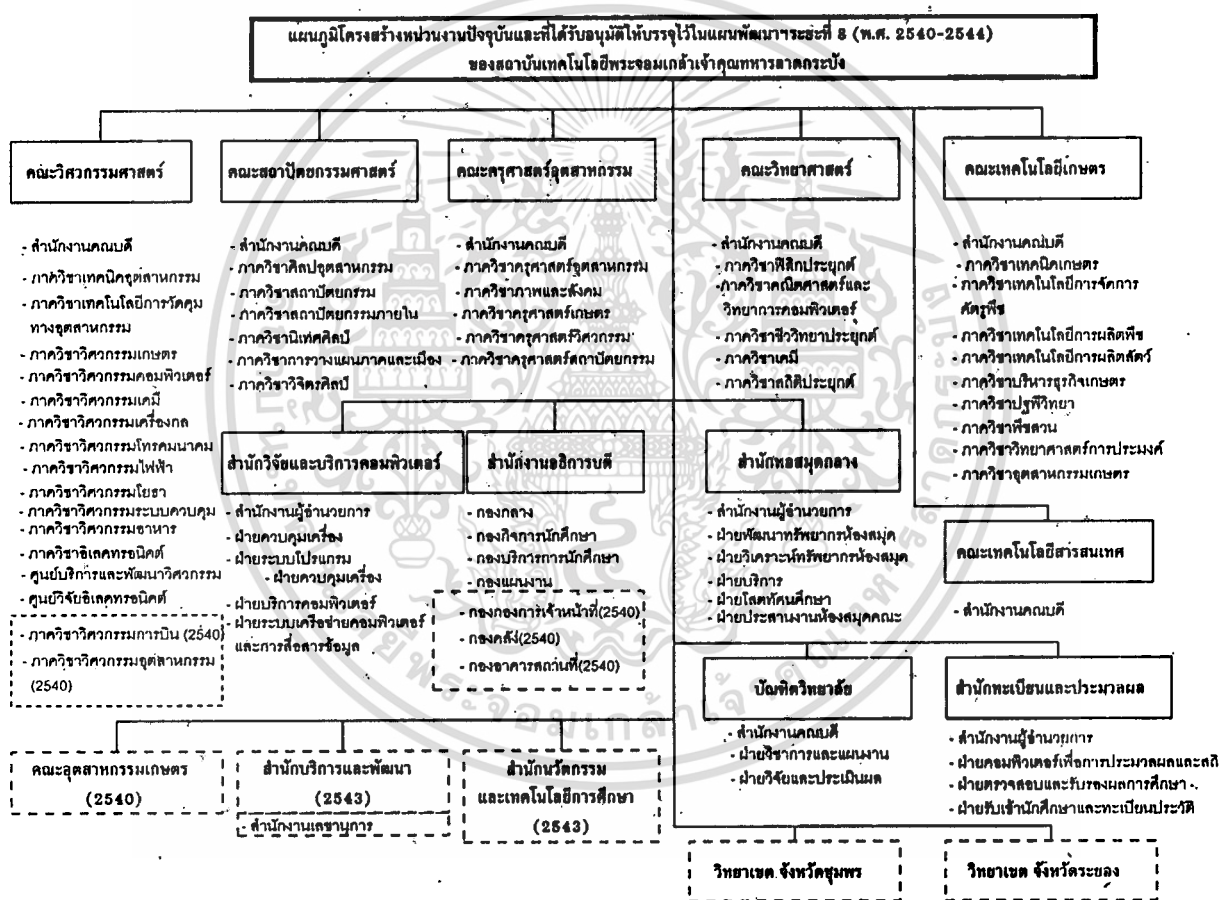 แผนภูมิโครงสร้างหน่วยงานปัจจุบันและที่ได้รับอนุมัติให้บรรจุไว้ในแผนพัฒนาฯระยะที่ 8 (พ.ศ. 2540-2544)
ของสถาบันเทคโนโลยีพระจอมเกล้าเจ้าคุณทหารลาดกระบัง
คณะวิศวกรรมศาสตร์
- สำนักงานคณบดี
- ภาควิชาเทคนิคอุตสาหกรรม
- ภาควิชาเทคโนโลยีการวัดคุม
ทางอุตสาหกรรม
- ภาควิชาวิศวกรรมเกษตร
- ภาควิชาวิศวกรรมคอมพิวเตอร์
- ภาควิชาวิศวกรรมเคมี
- ภาควิชาวิศวกรรมเครื่องกล
- ภาควิชาวิศวกรรมโทรคมนาคม
- ภาควิชาวิศวกรรมไฟฟ้า
- ภาควิชาวิศวกรรมโยธา
- ภาควิชาวิศวกรรมระบบควบคุม
- ภาควิชาวิศวกรรมอาหาร
- ภาควิชาอิเลคทรอนิคส์
- ศูนย์บริการและพัฒนาวิศวกรรม
- ศูนย์วิจัยอิเลคทรอนิคส์
- ภาควิชาวิศวกรรมการบิน (2540)
- ภาควิชาวิศวกรรมอุตสาหกรรม
(2540)
คณะสถาปัตยกรรมศาสตร์
- สำนักงานคณบดี
- ภาควิชาศิลปอุตสาหกรรม
- ภาควิชาสถาปัตยกรรม
- ภาควิชาสถาปัตยกรรมภายใน
- ภาควิชานิเทศศิลป์
- ภาควิชาการวางแผนภาคและเมือง
- ภาควิชาวิจิตรศิลป์
คณะครุศาสตร์อุตสาหกรรม
- สำนักงานคณบดี
- ภาควิชาครุศาสตร์อุตสาหกรรม
- ภาควิชาภาษาและสังคม
- ภาควิชาครุศาสตร์เกษตร
- ภาควิชาครุศาสตร์วิศวกรรม
- ภาควิชาครุศาสตร์สถาปัตยกรรม
คณะวิทยาศาสตร์
- สำนักงานคณบดี
- ภาควิชาฟิสิกประยุกต์
-ภาควิชาคณิตศาสตร์และ
วิทยาการคอมพิวเตอร์
- ภาควิชาชีววิทยาประยุกต์
- ภาควิชาเคมี
- ภาควิชาสถิติประยุกต์
คณะเทคโนโลยีเกษตร
- สำนักงานคณบดี
- ภาควิชาเทคนิคเกษตร
- ภาควิชาเทคโนโลยีการจัดการ
ศัตรูพืช
- ภาควิชาเทคโนโลยีการผลิตพืช
- ภาควิชาเทคโนโลยีการผลิตสัตว์
- ภาควิชาบริหารธุรกิจเกษตร
- ภาควิชาปฐพีวิทยา
- ภาควิชาพืชสวน
- ภาควิชาวิทยาศาสตร์การประมงค์
- ภาควิชาอุตสาหกรรมเกษตร
สำนักวิจัยและบริการคอมพิวเตอร์
- สำนักงานผู้อำนวยการ
- ฝ่ายควบคุมเครื่อง
- ฝ่ายระบบโปรแกรม
- ฝ่ายควบคุมเครื่อง
- ฝ่ายบริการคอมพิวเตอร์
- ฝ่ายระบบเครือข่ายคอมพิวเตอร์
และการสื่อสารข้อมูล
สำนักงานอธิการบดี
- กองกลาง
- กองกิจการนักศึกษา
- กองบริการการนักศึกษา
- กองแผนงาน
- กองกองการเจ้าหน้าที่(2540)
- กองคลัง(2540)
- กองอาคารสถานที่(2540)
สำนักหอสมุดกลาง
- สำนักงานผู้อำนวยการ
- ฝ่ายพัฒนาทรัพยากรห้องสมุด
- ฝ่ายวิเคราะห์ทรัพยากรห้องสมุด
- ฝ่ายบริการ
- ฝ่ายโสตทัศนศึกษา
- ฝ่ายประสานงานห้องสมุดคณะ
คณะเทคโนโลยีสารสนเทศ
- สำนักงานคณบดี
บัณฑิตวิทยาลัย
- สำนักงานคณบดี
- ฝ่ายวิชาการและแผนงาน
- ฝ่ายวิจัยและประเมินผล
สำนักทะเบียนและประมวลผล
- สำนักงานผู้อำนวยการ
- ฝ่ายคอมพิวเตอร์เพื่อการประมวลผลและสถิ
- ฝ่ายตรวจสอบและรับรองผลการศึกษา
- ฝ่ายรับเข้านักศึกษาและทะเบียนประวัติ
คณะอุตสาหกรรมเกษตร
(2540)
สำนักบริการและพัฒนา
(2543)
- สำนักงานเลขานุการ
สำนักนวัตกรรม
และเทคโนโลยีการศึกษา
(2543)
วิทยาเขต จังหวัดชุมพร
วิทยาเขต จังหวัดระยอง